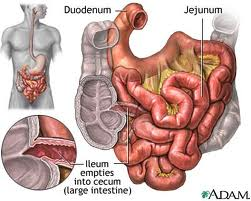 Duodenum
Jejunum
Ileum
empties
into cecum
(large intestine)
ADAM.